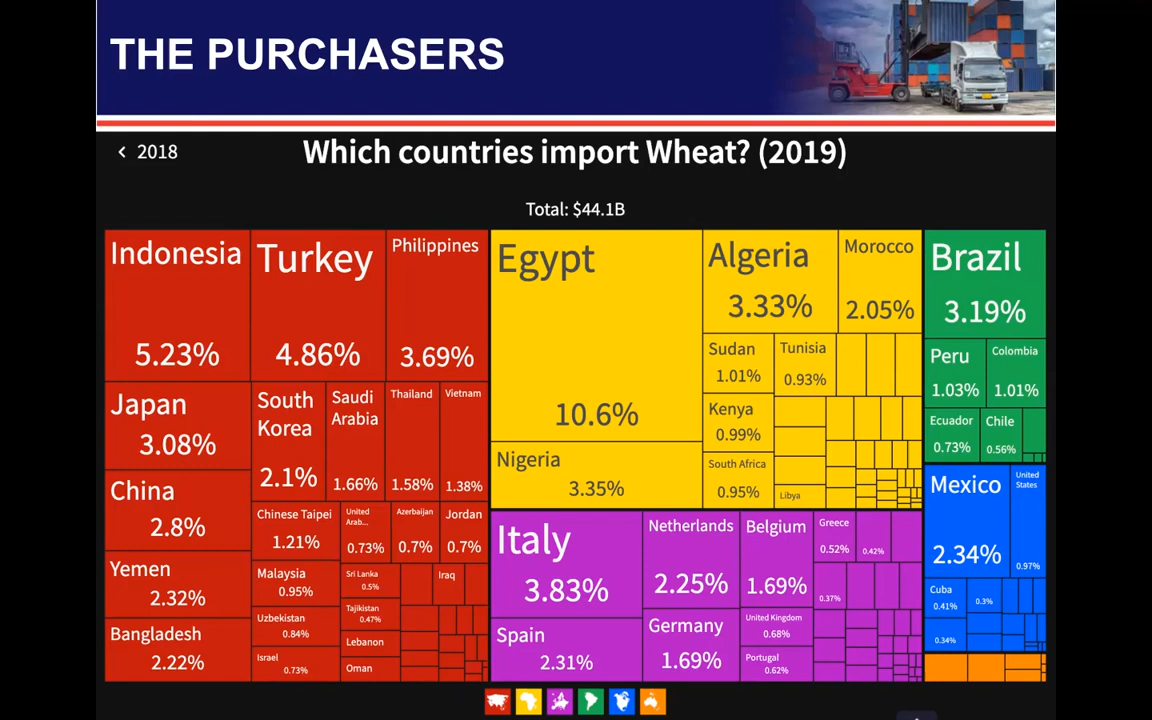 THE PURCHASERS
‹ 2018
Which countries import Wheat? (2019)
Total: $44.1B
Indonesia
5.23%
Turkey
4.86%
Philippines
3.69%
Japan
3.08%
South
Korea
2.1%
Saudi
Arabia
1.66%
Thailand
1.58%
Vietnam
1.38%
China
2.8%
Chinese Taipei
1.21%
United
Arab...
0.73%
Azerbaijan
0.7%
Jordan
0.7%
Yemen
2.32%
Malaysia
0.95%
Sri Lanka
0.5%
Iraq
Uzbekistan
0.84%
Tajikistan
0.47%
Bangladesh
2.22%
Israel
0.73%
Lebanon
Oman
Egypt
10.6%
Nigeria
3.35%
Algeria
3.33%
Morocco
2.05%
Sudan
1.01%
Tunisia
0.93%
Kenya
0.99%
South Africa
0.95%
Libya
Italy
3.83%
Spain
2.31%
Netherlands
2.25%
Belgium
1.69%
Germany
1.69%
United Kingdom
0.68%
Portugal
0.62%
Greece
0.52%
0.42%
0.37%
Brazil
3.19%
Peru
1.03%
Colombia
1.01%
Ecuador
0.73%
Chile
0.56%
Mexico
2.34%
United
States
0.97%
Cuba
0.41%
0.3%
0.34%